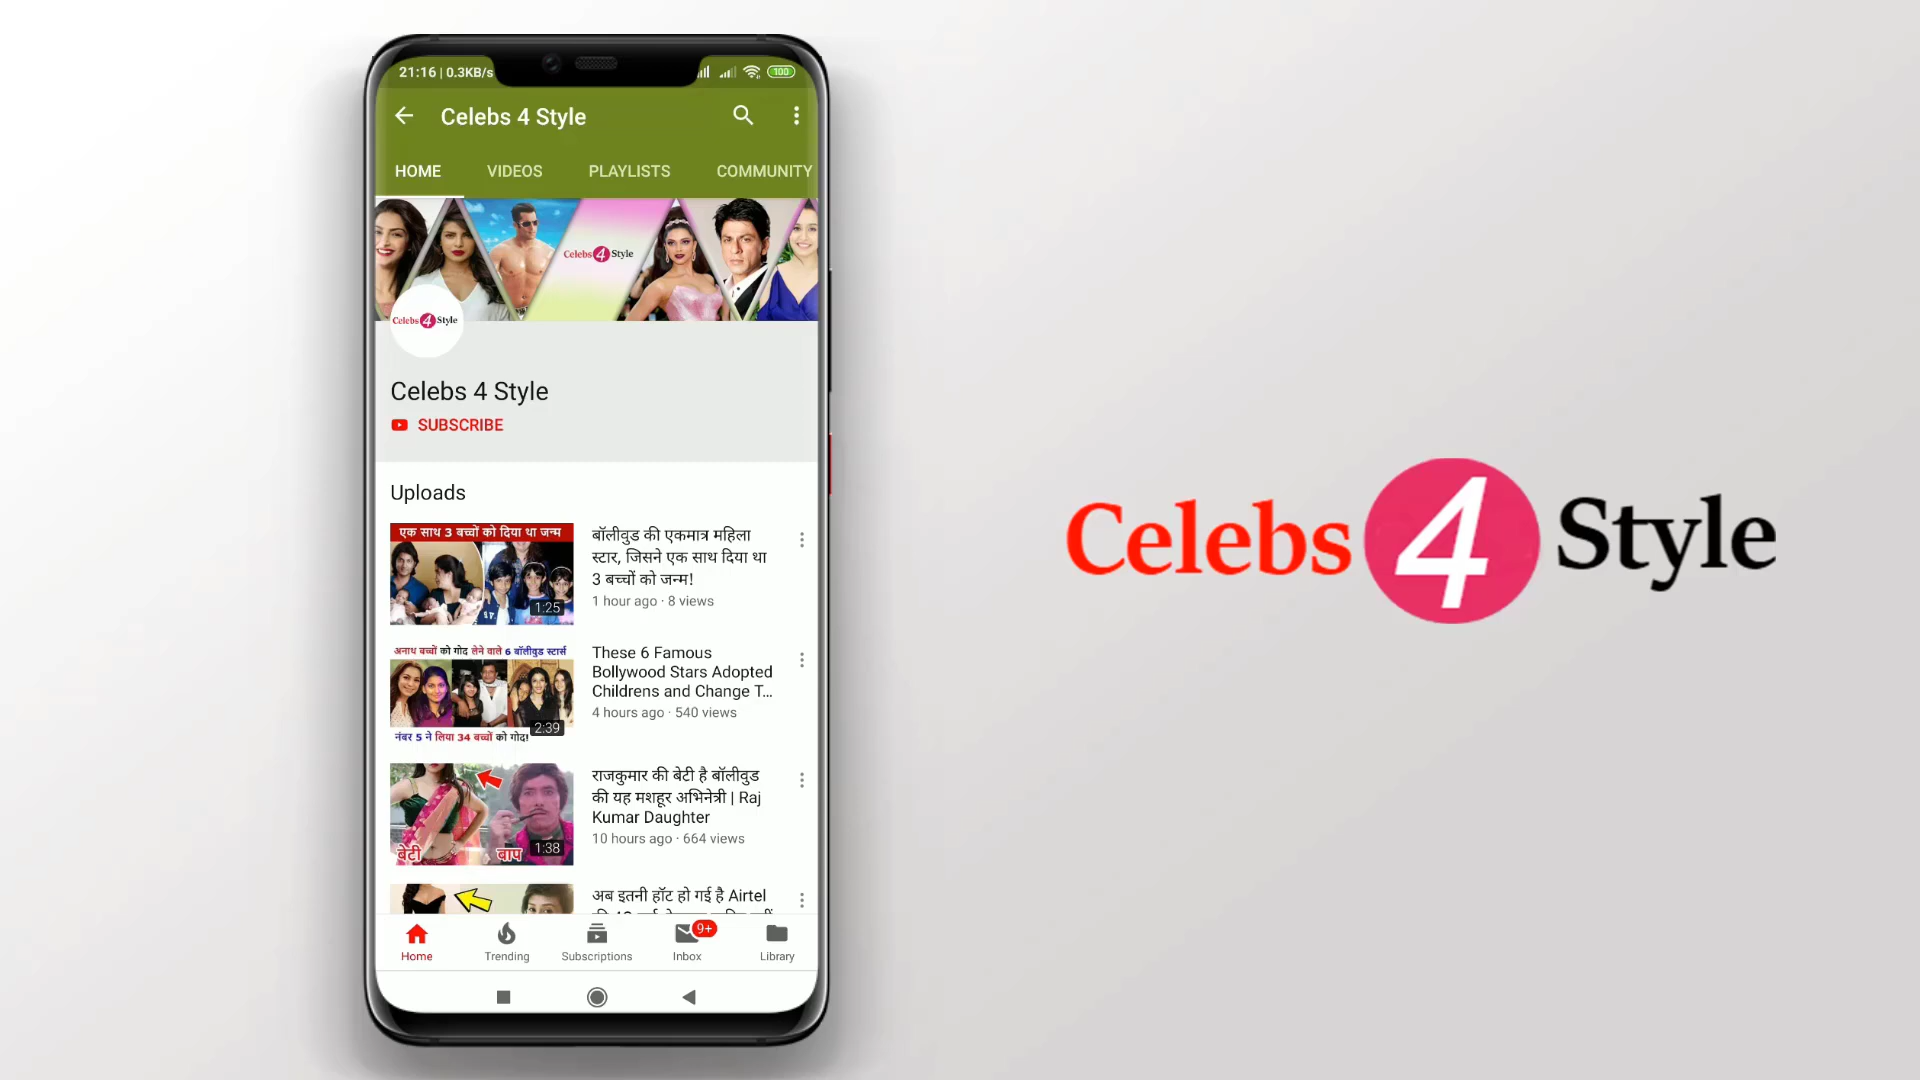 21:16 | 0.3KB/s
100
Celebs 4 Style
HOME VIDEOS PLAYLISTS COMMUNITY
Celebs 4 Style
Celebs 4 Style
Celebs 4 Style
SUBSCRIBE
Uploads
एक साथ 3 बच्चों को दिया था जन्म
1:25
बॉलीवुड की एकमात्र महिला
स्टार, जिसने एक साथ दिया था
3 बच्चों को जन्म!
1 hour ago · 8 views
अनाथ बच्चों को गोद लेने वाले 6 बॉलीवुड स्टार्स
2:39
नंबर 5 ने लिया 34 बच्चों को गोद!
These 6 Famous
Bollywood Stars Adopted
Childrens and Change T...
4 hours ago · 540 views
बेटी
बाप
1:38
राजकुमार की बेटी है बॉलीवुड
की यह मशहूर अभिनेत्री | Raj
Kumar Daughter
10 hours ago · 664 views
अब इतनी हॉट हो गई है Airtel
Home Trending Subscriptions Inbox 9+ Library
Celebs 4 Style